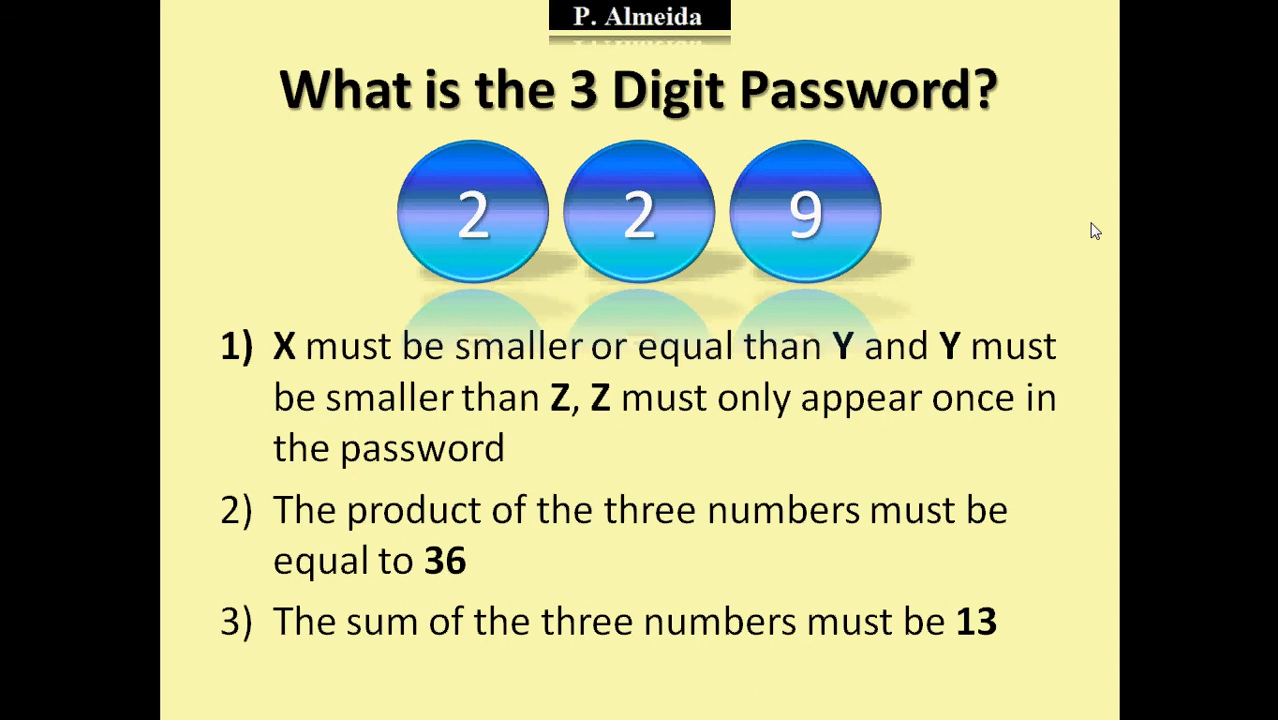 P. Almeida
What is the 3 Digit Password?
2 2 9
1) X must be smaller or equal than Y and Y must
be smaller than Z, Z must only appear once in
the password
2) The product of the three numbers must be
equal to 36
3) The sum of the three numbers must be 13